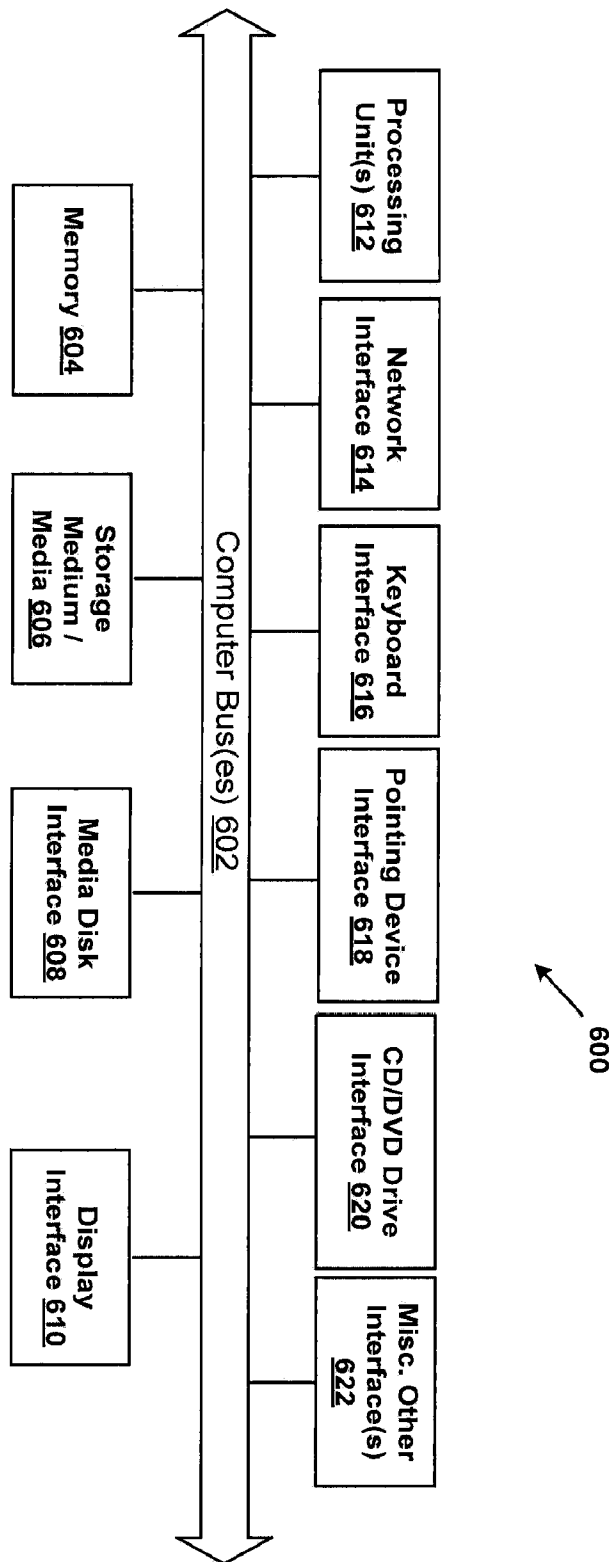 600
Processing
Unit(s) 612
Network
Interface 614
Keyboard
Interface 616
Pointing Device
Interface 618
CD/DVD Drive
Interface 620
Misc. Other
Interface(s)
622
Computer Bus(es) 602
Memory 604
Storage
Medium /
Media 606
Media Disk
Interface 608
Display
Interface 610